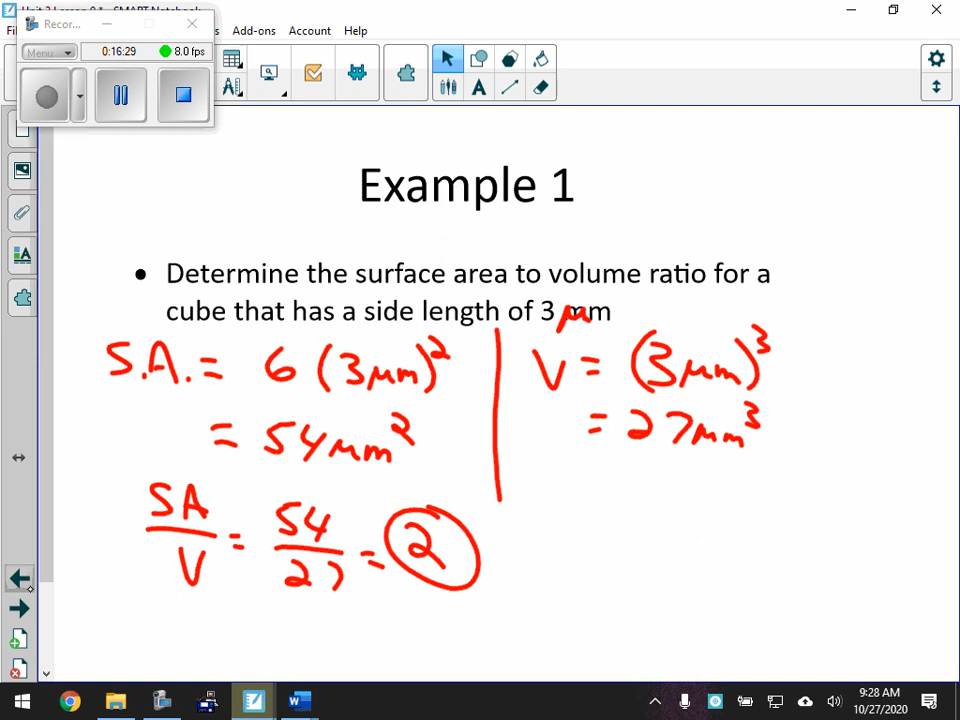 Recor...
Menu
0:16:29
8.0 fps
Add-ons Account Help
Example 1
• Determine the surface area to volume ratio for a
cube that has a side length of 3 mm
μ
S.A. = 6 (3μm)²
= 54μm²
V = (3μm)³
= 27μm³
SA/V = 54/27 = 2
9:28 AM
10/27/2020